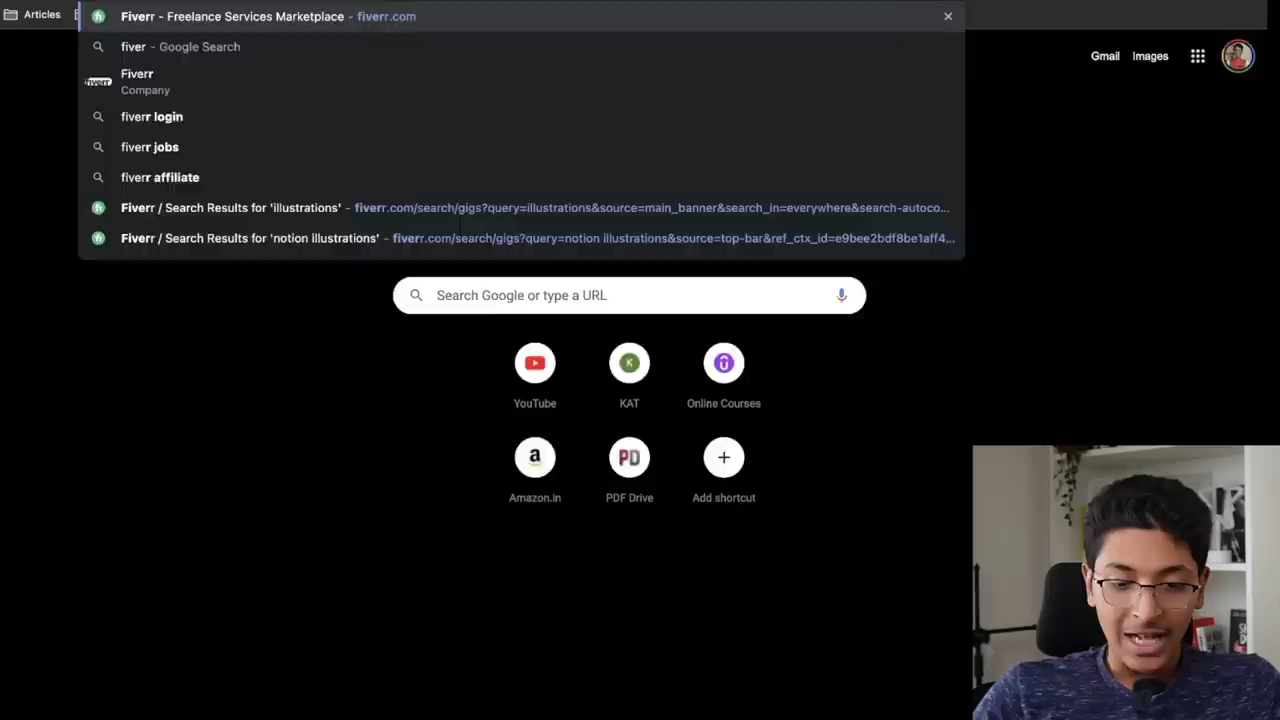 Articles
Fiverr - Freelance Services Marketplace - fiverr.com
fiver - Google Search
fiverr
Fiverr
Company
fiverr login
fiverr jobs
fiverr affiliate
Fiverr / Search Results for 'illustrations' - fiverr.com/search/gigs?query=illustrations&source=main_banner&search_in=everywhere&search-autoco...
Fiverr / Search Results for 'notion illustrations' - fiverr.com/search/gigs?query=notion illustrations&source=top-bar&ref_ctx_id=e9bee2bdf8be1aff4...
Gmail Images
Search Google or type a URL
YouTube
K
KAT
Online Courses
a
Amazon.in
PD
PDF Drive
Add shortcut